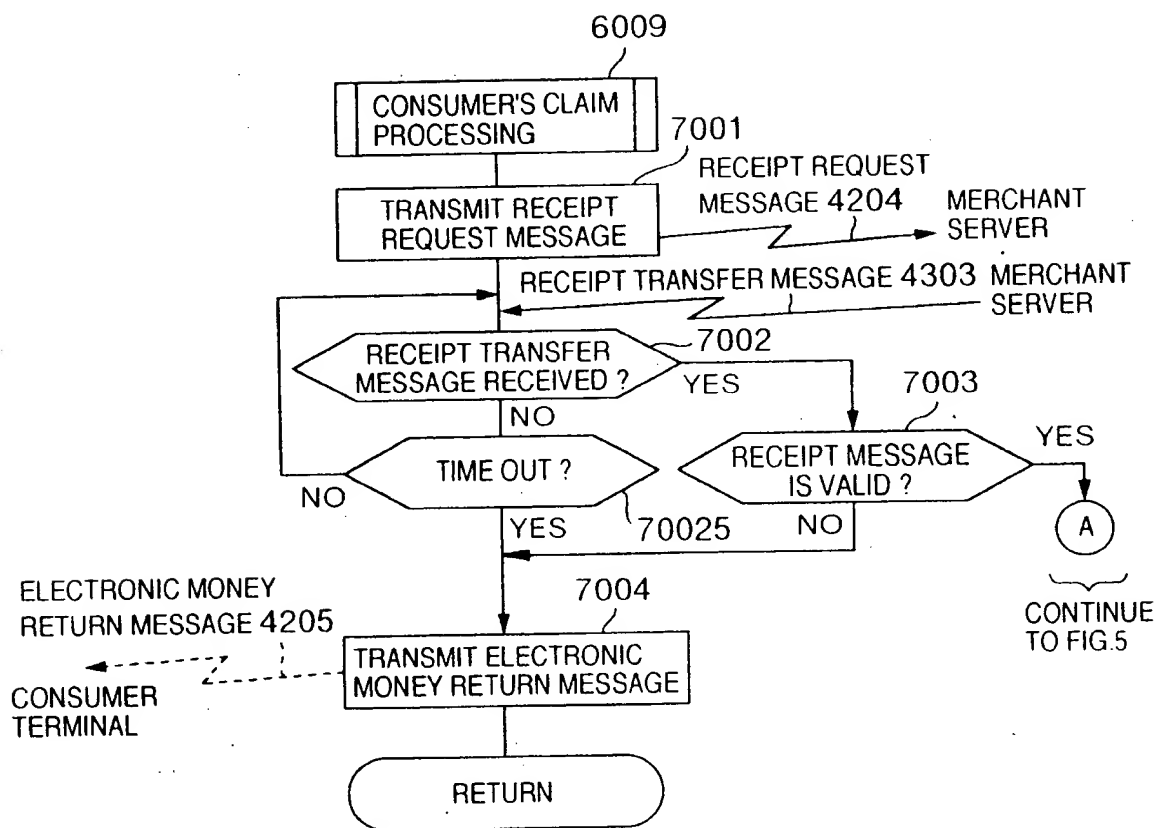 6009
CONSUMER'S CLAIM
PROCESSING
7001
TRANSMIT RECEIPT
REQUEST MESSAGE
RECEIPT REQUEST
MESSAGE 4204
MERCHANT
SERVER
RECEIPT TRANSFER MESSAGE 4303
MERCHANT
SERVER
7002
RECEIPT TRANSFER
MESSAGE RECEIVED ?
YES
NO
7003
RECEIPT MESSAGE
IS VALID ?
YES
NO
A
CONTINUE
TO FIG.5
TIME OUT ?
NO
YES
70025
7004
ELECTRONIC MONEY
RETURN MESSAGE 4205
CONSUMER
TERMINAL
TRANSMIT ELECTRONIC
MONEY RETURN MESSAGE
RETURN